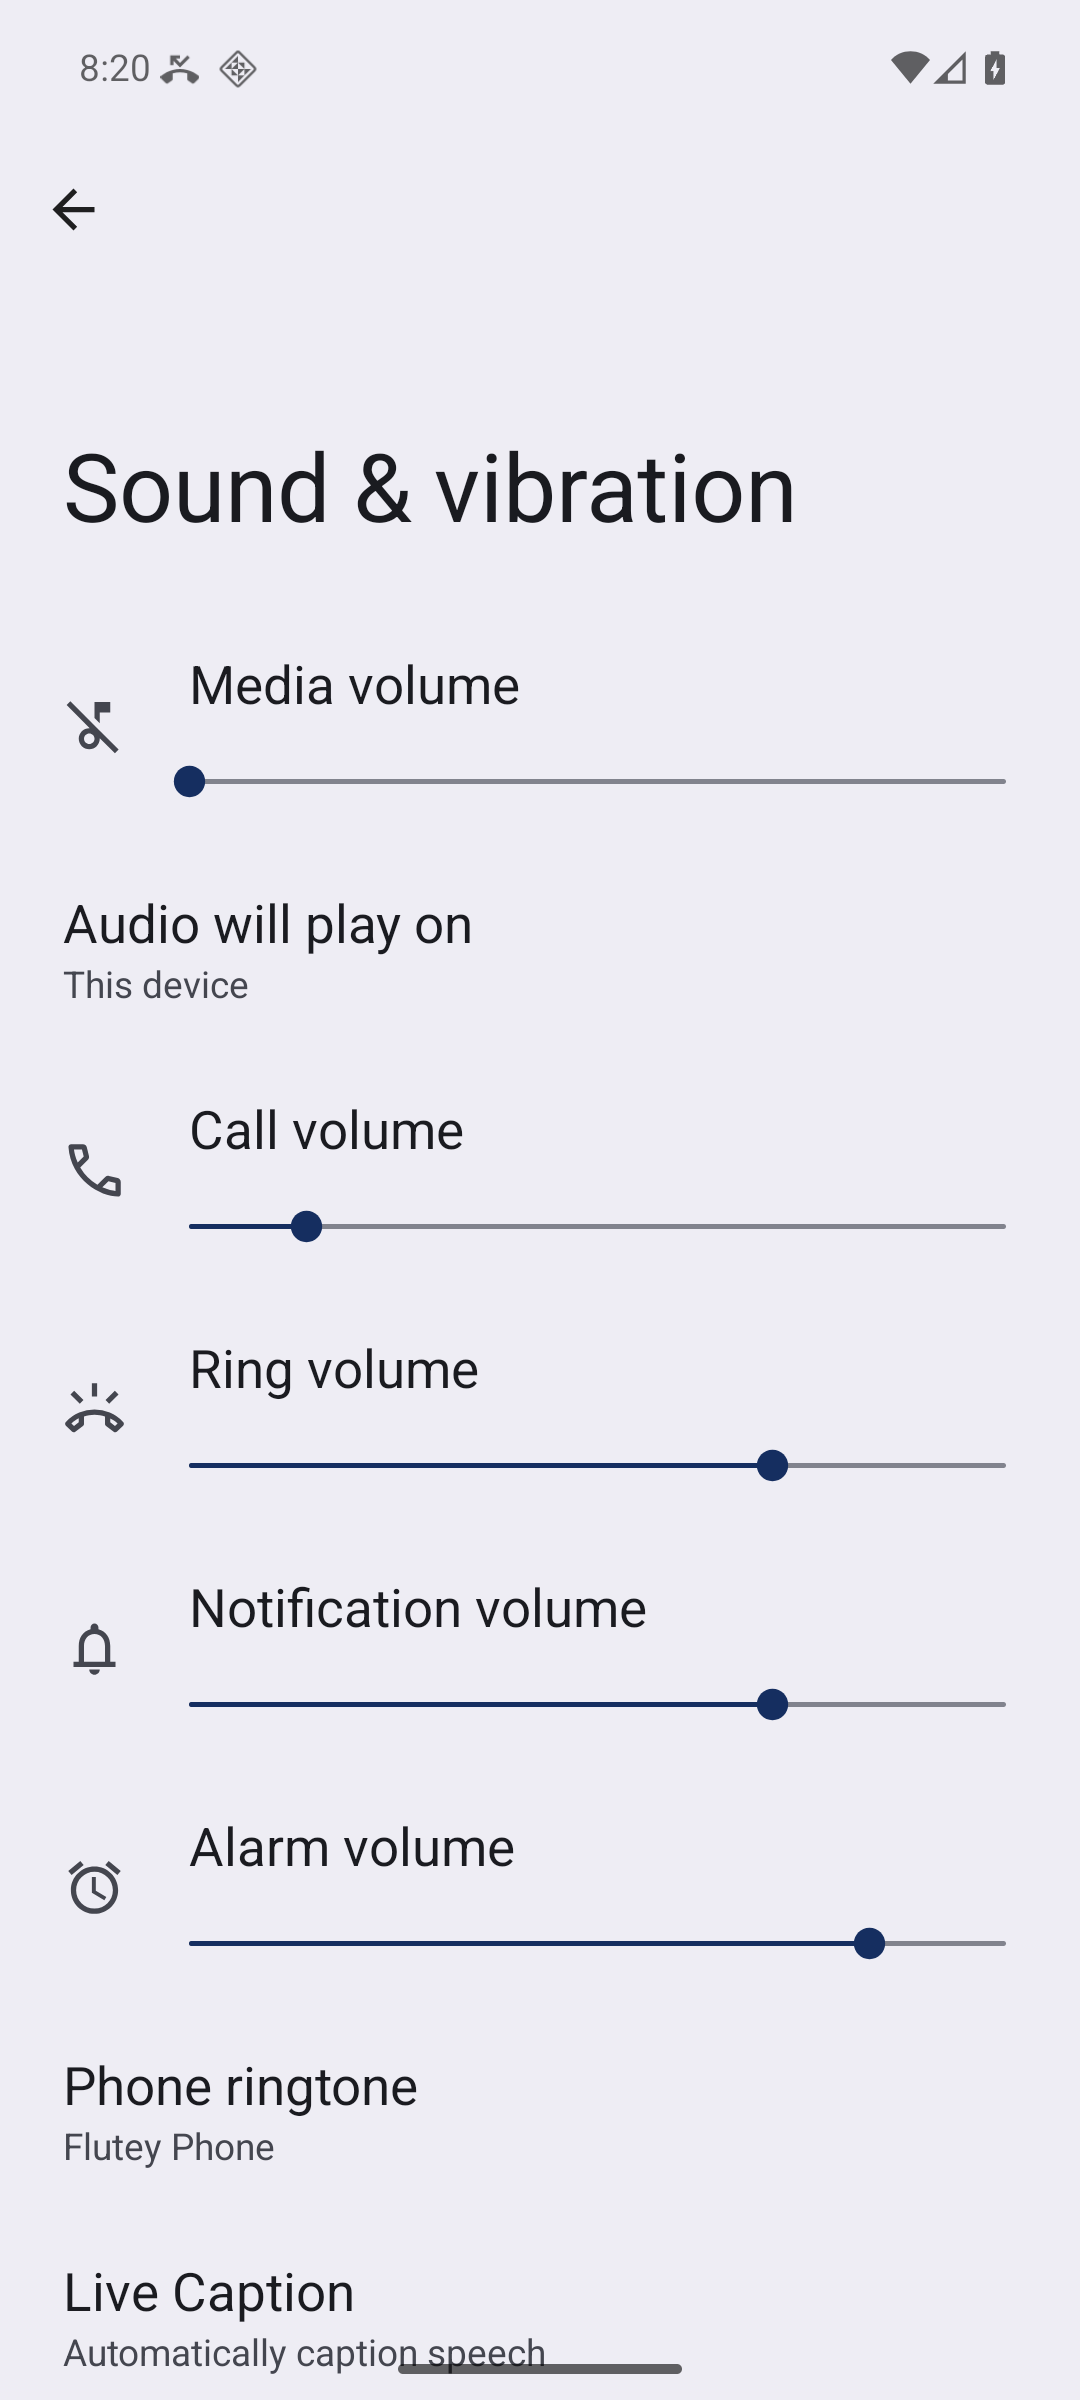 8:20
Sound & vibration
Media volume
Audio will play on
This device
Call volume
Ring volume
Notification volume
Alarm volume
Phone ringtone
Flutey Phone
Live Caption
Automatically caption speech